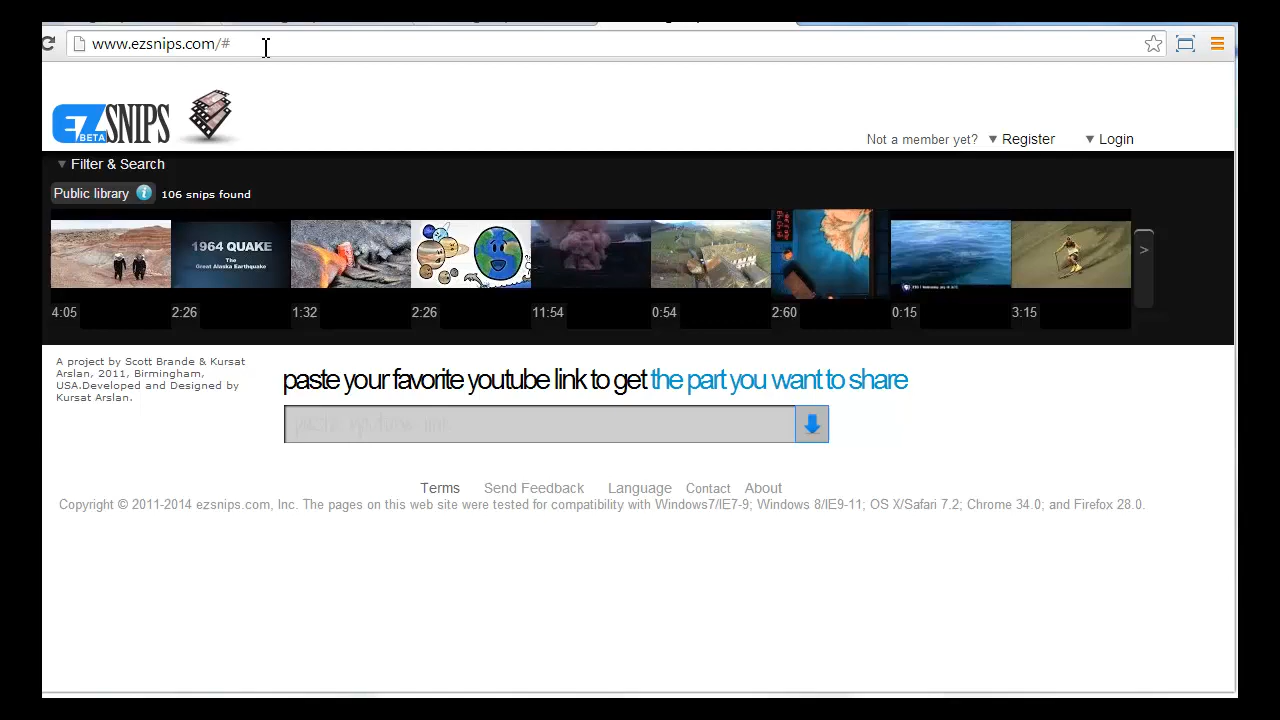 www.ezsnips.com/#
EZSNIPS
BETA
Not a member yet? Register Login
Filter & Search
Public library i 106 snips found
1964 QUAKE
The
Great Alaska Earthquake
4:05 2:26 1:32 2:26 11:54 0:54 2:60 0:15 3:15
>
A project by Scott Brande & Kursat
Arslan, 2011, Birmingham,
USA.Developed and Designed by
Kursat Arslan.
paste your favorite youtube link to get the part you want to share
paste youtube link
Terms Send Feedback Language Contact About
Copyright © 2011-2014 ezsnips.com, Inc. The pages on this web site were tested for compatibility with Windows7/IE7-9; Windows 8/IE9-11; OS X/Safari 7.2; Chrome 34.0; and Firefox 28.0.